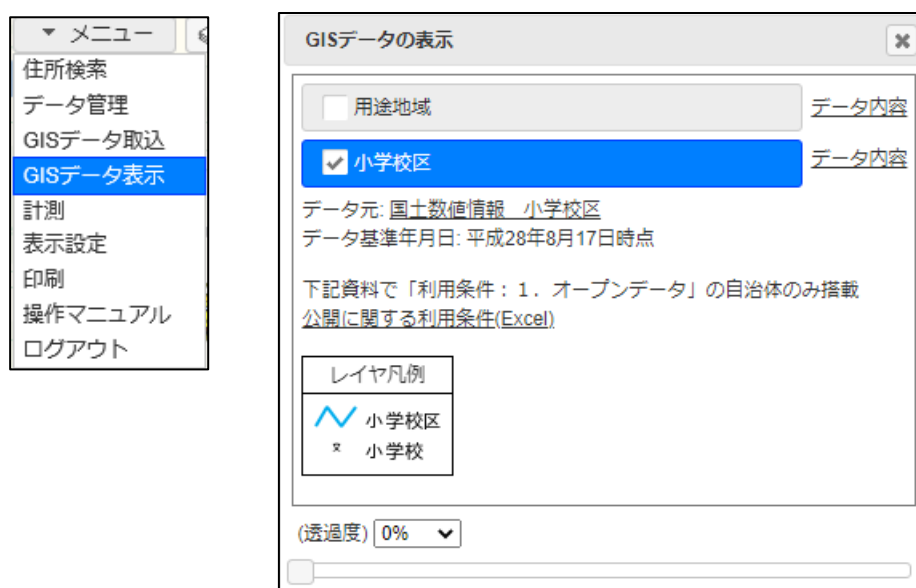 ▼ メニュー
住所検索
データ管理
GISデータ取込
GISデータ表示
計測
表示設定
印刷
操作マニュアル
ログアウト
GISデータの表示
用途地域 データ内容
小学校区 データ内容
データ元: 国土数値情報　小学校区
データ基準年月日: 平成28年8月17日時点
下記資料で「利用条件：１．オープンデータ」の自治体のみ搭載
公開に関する利用条件(Excel)
レイヤ凡例
小学校区
小学校
(透過度) 0%